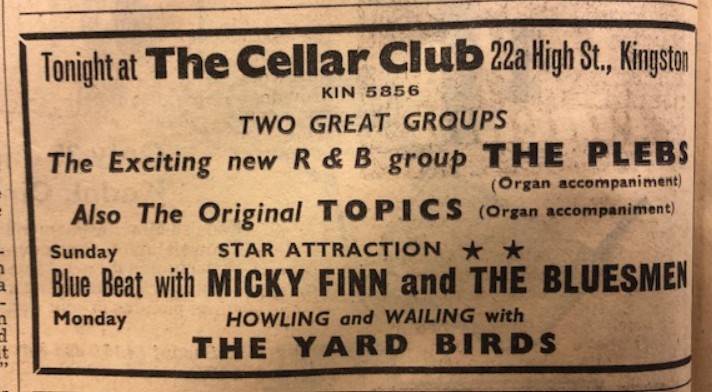 Tonight at The Cellar Club 22a High St., Kingston
KIN 5856
TWO GREAT GROUPS
The Exciting new R & B group THE PLEBS
(Organ accompaniment)
Also The Original TOPICS (Organ accompaniment)
Sunday STAR ATTRACTION ★ ★
Blue Beat with MICKY FINN and THE BLUESMEN
Monday HOWLING and WAILING with
THE YARD BIRDS